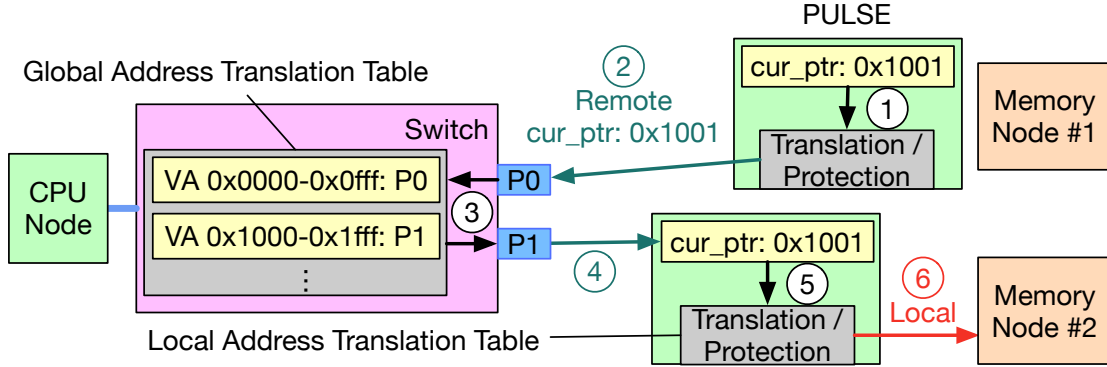 PULSE
Global Address Translation Table
2
Remote
cur_ptr: 0x1001
cur_ptr: 0x1001
1
Translation /
Protection
Memory
Node #1
Switch
CPU
Node
VA 0x0000-0x0fff: P0
P0
3
VA 0x1000-0x1fff: P1
P1
⋮
4
cur_ptr: 0x1001
5
Translation /
Protection
6
Local
Memory
Node #2
Local Address Translation Table